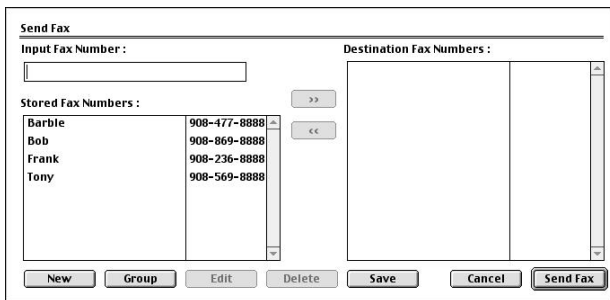 Send Fax
Input Fax Number :
Destination Fax Numbers :
>>
Stored Fax Numbers :
<<
Barble 908-477-8888
Bob 908-869-8888
Frank 908-236-8888
Tony 908-569-8888
New Group Edit Delete Save Cancel Send Fax